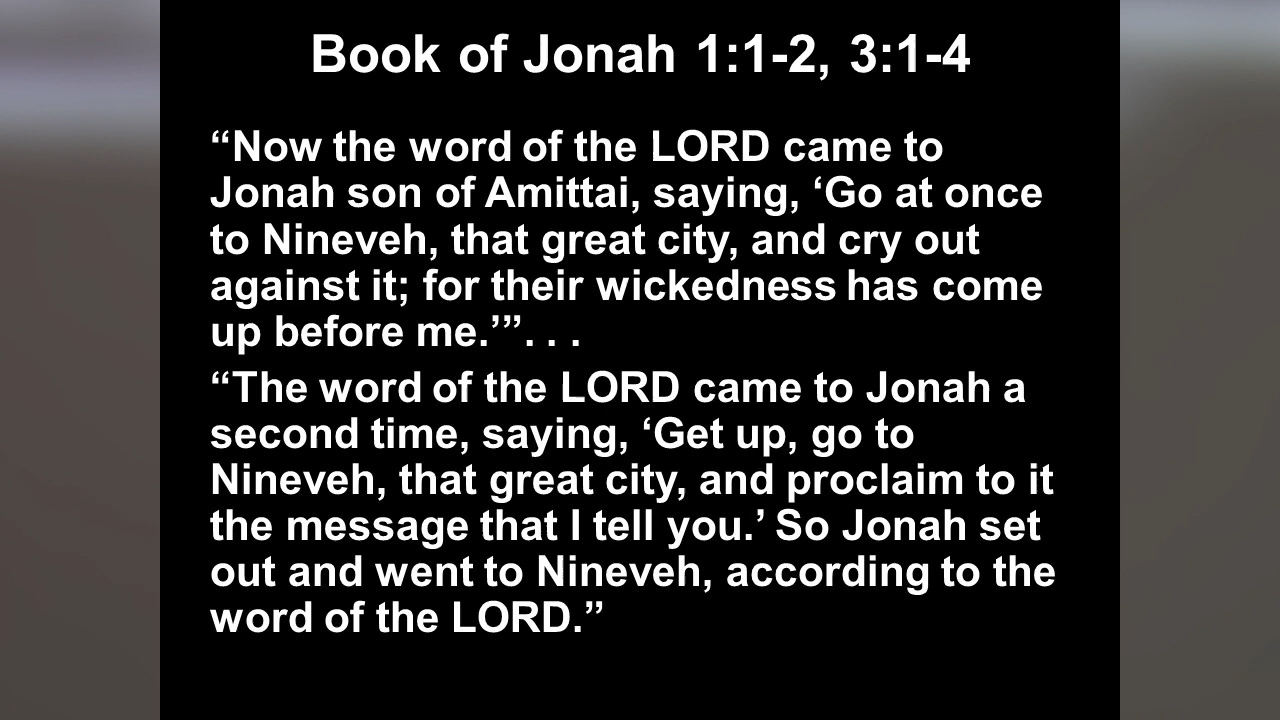 Book of Jonah 1:1-2, 3:1-4
“Now the word of the LORD came to
Jonah son of Amittai, saying, ‘Go at once
to Nineveh, that great city, and cry out
against it; for their wickedness has come
up before me.’”. . .
“The word of the LORD came to Jonah a
second time, saying, ‘Get up, go to
Nineveh, that great city, and proclaim to it
the message that I tell you.’ So Jonah set
out and went to Nineveh, according to the
word of the LORD.”